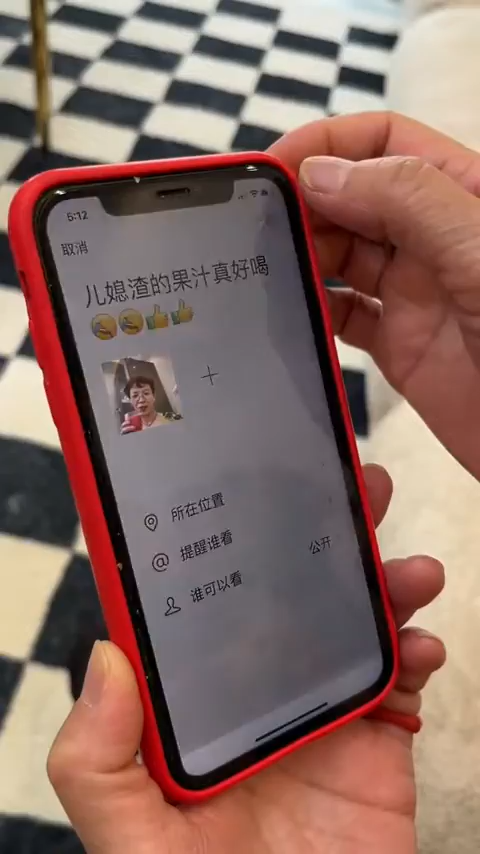 5:12
取消
儿媳渣的果汁真好喝
所在位置
@ 提醒谁看
公开
谁可以看